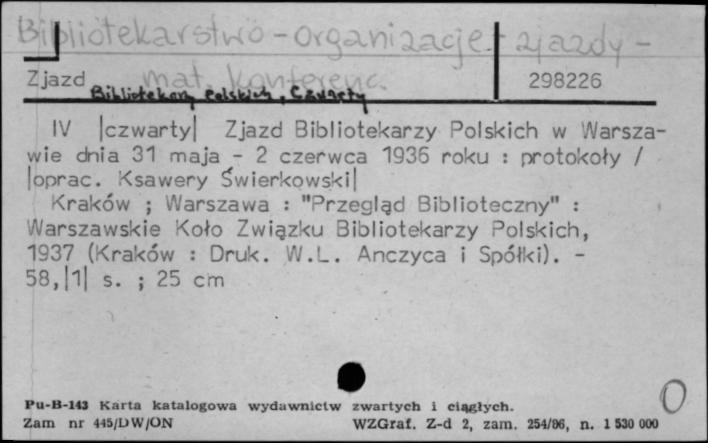 Bibliotekarstwo - organizacje - zjazdy -
mat. konferenc.
Zjazd
Bibliotekarzy Polskich, Czwarty
298226
IV |czwarty| Zjazd Bibliotekarzy Polskich w Warsza-
wie dnia 31 maja - 2 czerwca 1936 roku : protokoły /
|oprac. Ksawery Świerkowski|
Kraków ; Warszawa : "Przegląd Biblioteczny" :
Warszawskie Koło Związku Bibliotekarzy Polskich,
1937 (Kraków : Druk. W.L. Anczyca i Spółki). -
58,|1| s. ; 25 cm
Pu-B-143 Karta katalogowa wydawnictw zwartych i ciągłych.
Zam nr 445/DW/ON WZGraf. Z-d 2, zam. 254/86, n. 1 530 000
O